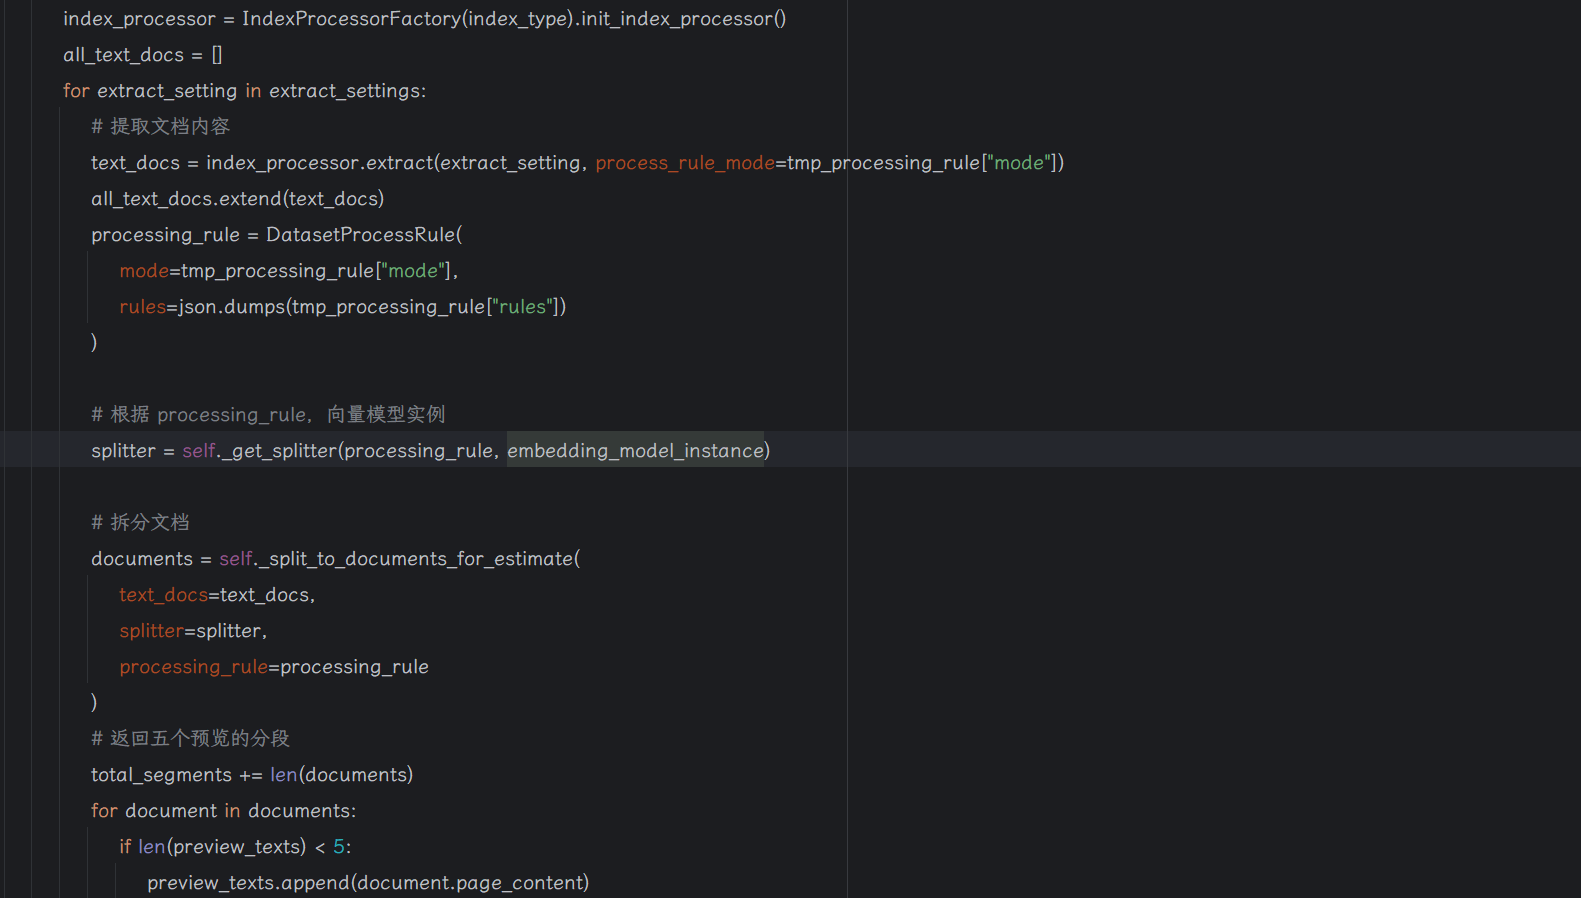 index_processor = IndexProcessorFactory(index_type).init_index_processor()
all_text_docs = []
for extract_setting in extract_settings:
# 提取文档内容
text_docs = index_processor.extract(extract_setting, process_rule_mode=tmp_processing_rule["mode"])
all_text_docs.extend(text_docs)
processing_rule = DatasetProcessRule(
mode=tmp_processing_rule["mode"],
rules=json.dumps(tmp_processing_rule["rules"])
)
# 根据 processing_rule, 向量模型实例
splitter = self._get_splitter(processing_rule, embedding_model_instance)
# 拆分文档
documents = self._split_to_documents_for_estimate(
text_docs=text_docs,
splitter=splitter,
processing_rule=processing_rule
)
# 返回五个预览的分段
total_segments += len(documents)
for document in documents:
if len(preview_texts) < 5:
preview_texts.append(document.page_content)